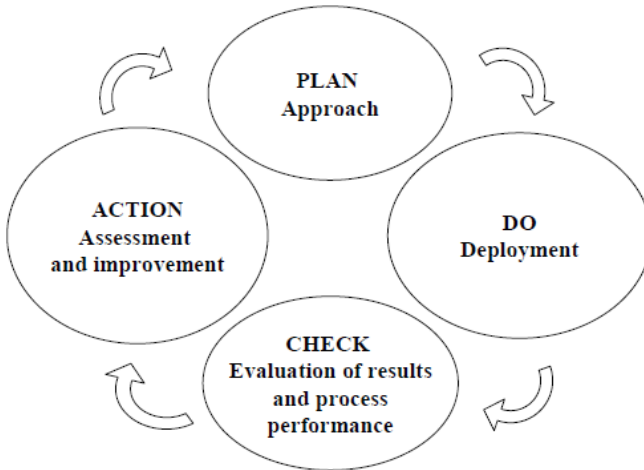 PLAN
Approach
DO
Deployment
CHECK
Evaluation of results
and process
performance
ACTION
Assessment
and improvement